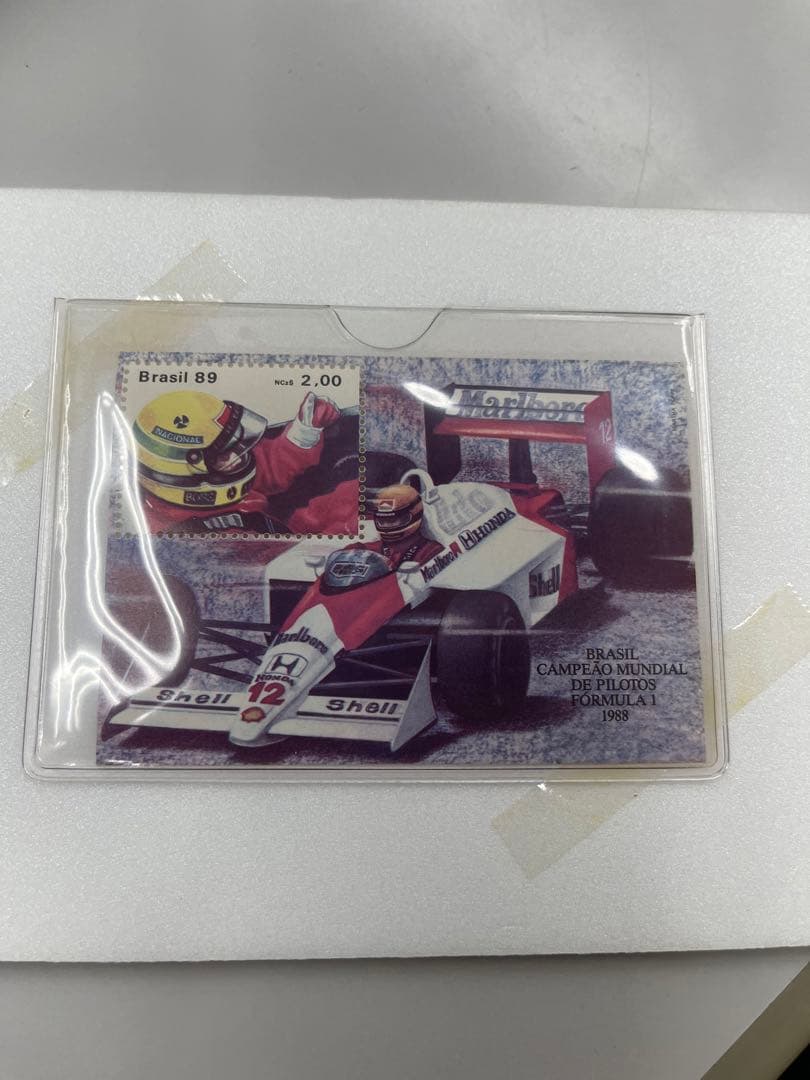 Brasil 89
NCz$ 2,00
NACIONAL
BOSS
Marlboro
12
Marlboro HONDA
Shell
Marlboro
HONDA
12
Shell
Shell
BRASIL
CAMPEÃO MUNDIAL
DE PILOTOS
FÓRMULA 1
1988